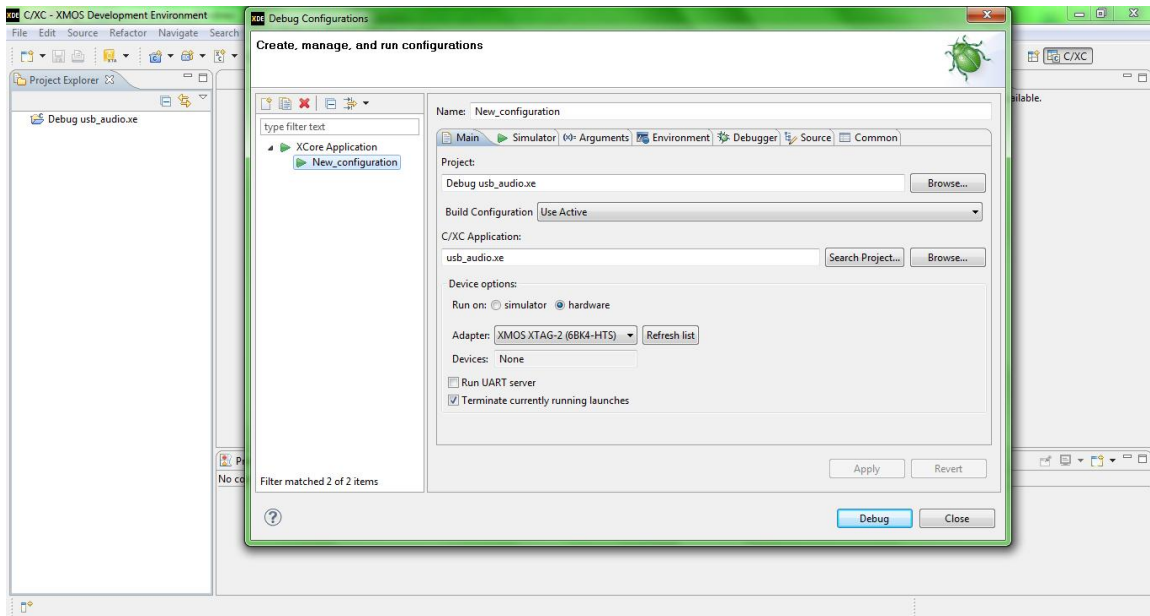 XDE C/XC - XMOS Development Environment
File Edit Source Refactor Navigate Search
Project Explorer
Debug usb_audio.xe
XDE Debug Configurations
Create, manage, and run configurations
type filter text
XCore Application
New_configuration
Filter matched 2 of 2 items
Name: New_configuration
Main Simulator (x)= Arguments Environment Debugger Source Common
Project:
Debug usb_audio.xe Browse...
Build Configuration Use Active
C/XC Application:
usb_audio.xe Search Project... Browse...
Device options:
Run on: simulator hardware
Adapter: XMOS XTAG-2 (6BK4-HTS) Refresh list
Devices: None
Run UART server
Terminate currently running launches
Apply Revert
? Debug Close
C/XC
ailable.
No co